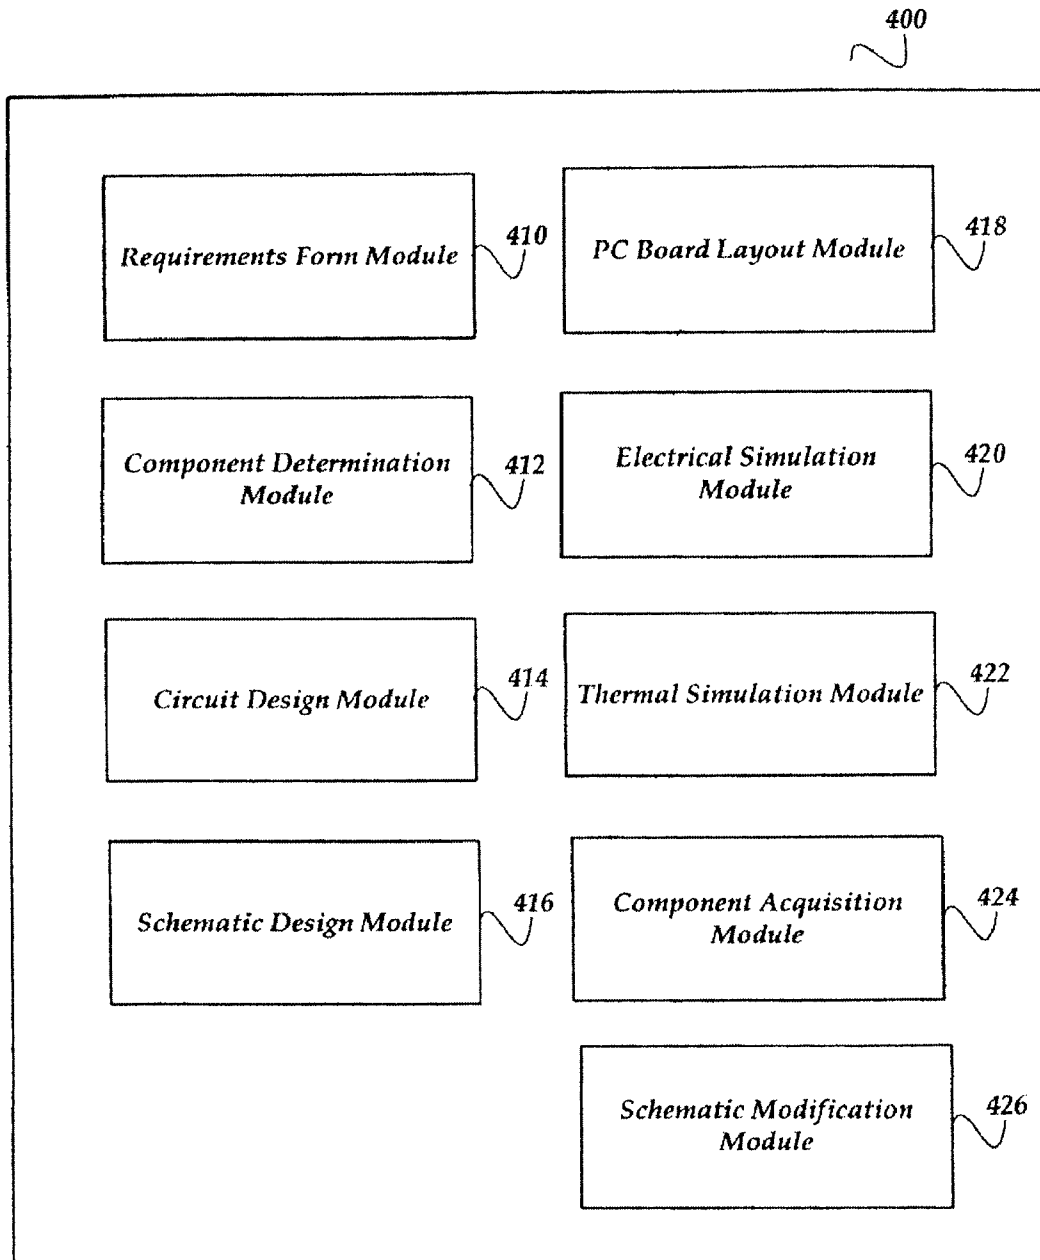 400
Requirements Form Module
410
Component Determination
Module
412
Circuit Design Module
414
Schematic Design Module
416
PC Board Layout Module
418
Electrical Simulation
Module
420
Thermal Simulation Module
422
Component Acquisition
Module
424
Schematic Modification
Module
426